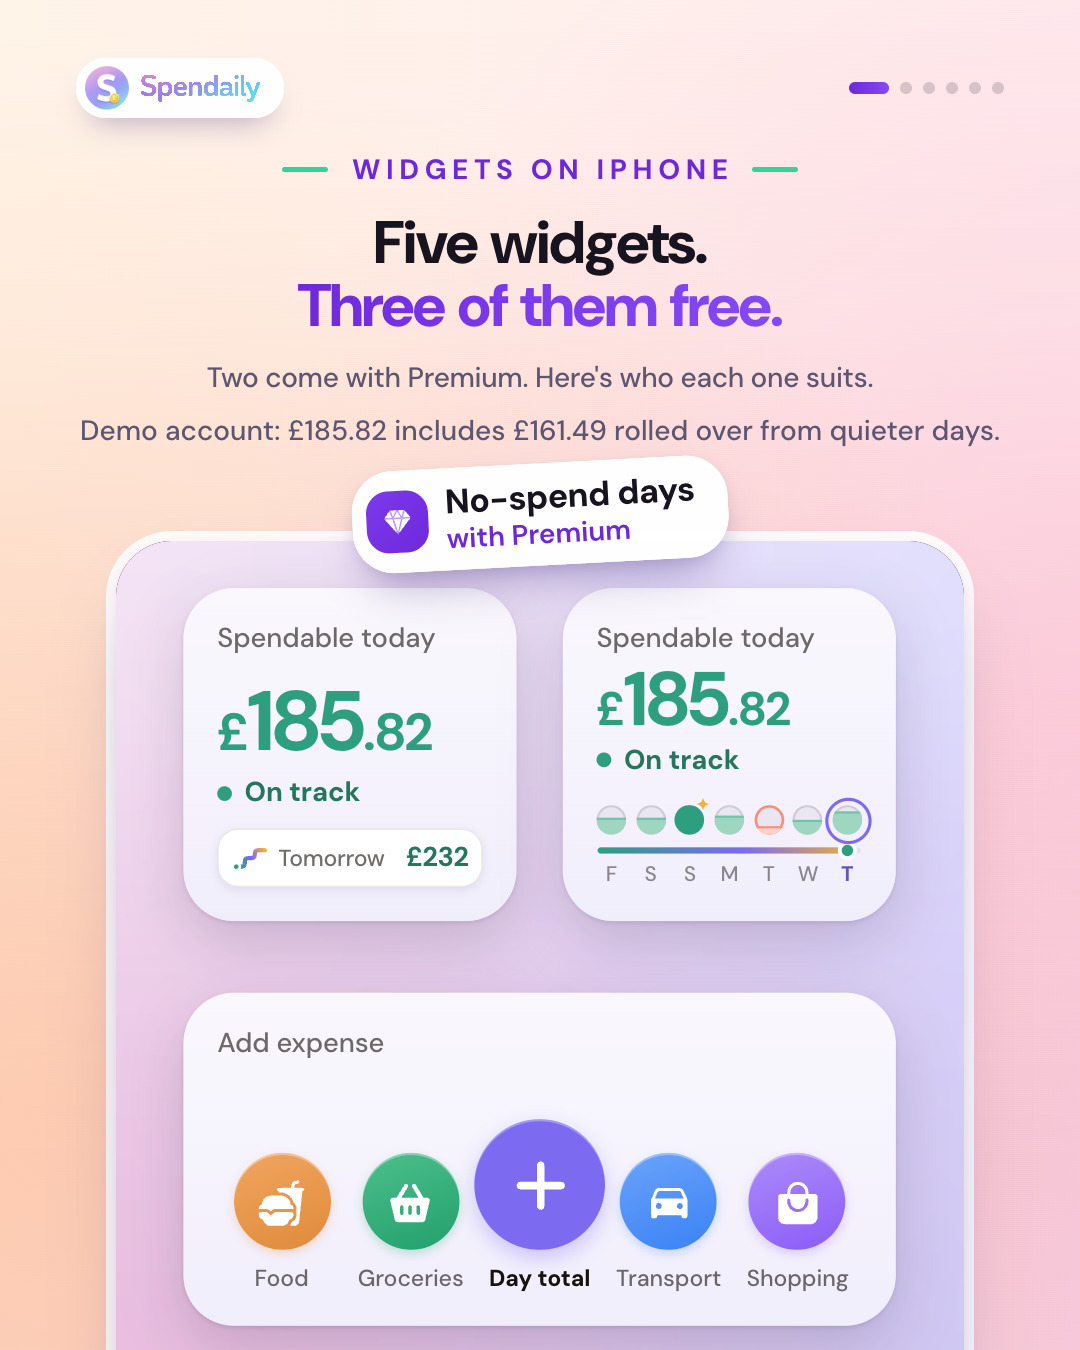 Spendaily
WIDGETS ON IPHONE
Five widgets.
Three of them free.
Two come with Premium. Here's who each one suits.
Demo account: £185.82 includes £161.49 rolled over from quieter days.
No-spend days
with Premium
Spendable today
£185.82
On track
Tomorrow £232
Spendable today
£185.82
On track
F S S M T W T
Add expense
Food Groceries Day total Transport Shopping